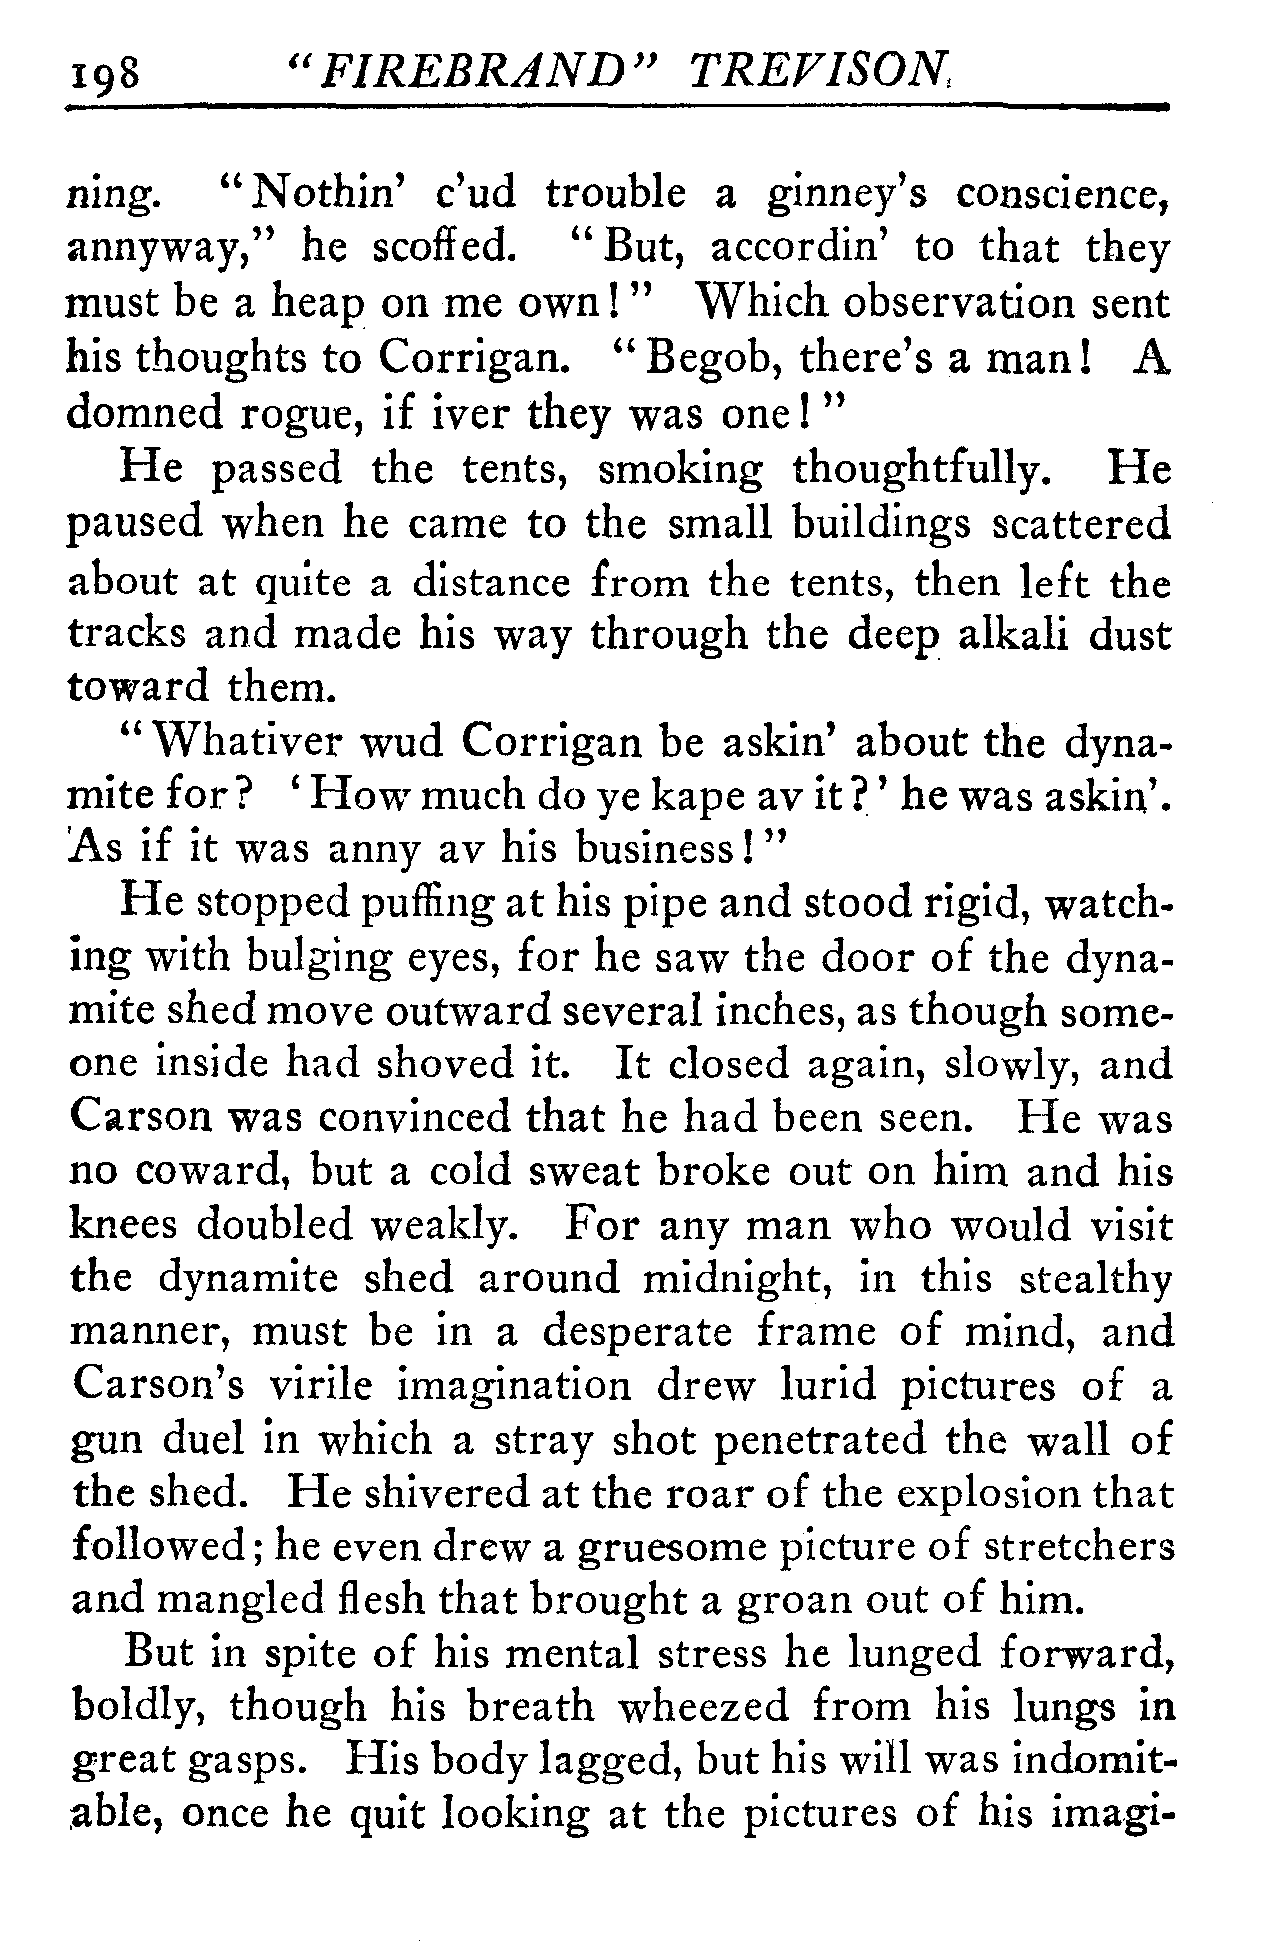 198 "FIREBRAND" TREVISON
ning. "Nothin' c'ud trouble a ginney's conscience,
annyway," he scoffed. "But, accordin' to that they
must be a heap on me own!" Which observation sent
his thoughts to Corrigan. "Begob, there's a man! A
domned rogue, if iver they was one!"
He passed the tents, smoking thoughtfully. He
paused when he came to the small buildings scattered
about at quite a distance from the tents, then left the
tracks and made his way through the deep alkali dust
toward them.
"Whativer wud Corrigan be askin' about the dyna-
mite for? 'How much do ye kape av it?' he was askin'.
As if it was anny av his business!"
He stopped puffing at his pipe and stood rigid, watch-
ing with bulging eyes, for he saw the door of the dyna-
mite shed move outward several inches, as though some-
one inside had shoved it. It closed again, slowly, and
Carson was convinced that he had been seen. He was
no coward, but a cold sweat broke out on him and his
knees doubled weakly. For any man who would visit
the dynamite shed around midnight, in this stealthy
manner, must be in a desperate frame of mind, and
Carson's virile imagination drew lurid pictures of a
gun duel in which a stray shot penetrated the wall of
the shed. He shivered at the roar of the explosion that
followed; he even drew a gruesome picture of stretchers
and mangled flesh that brought a groan out of him.
But in spite of his mental stress he lunged forward,
boldly, though his breath wheezed from his lungs in
great gasps. His body lagged, but his will was indomit-
able, once he quit looking at the pictures of his imagi-